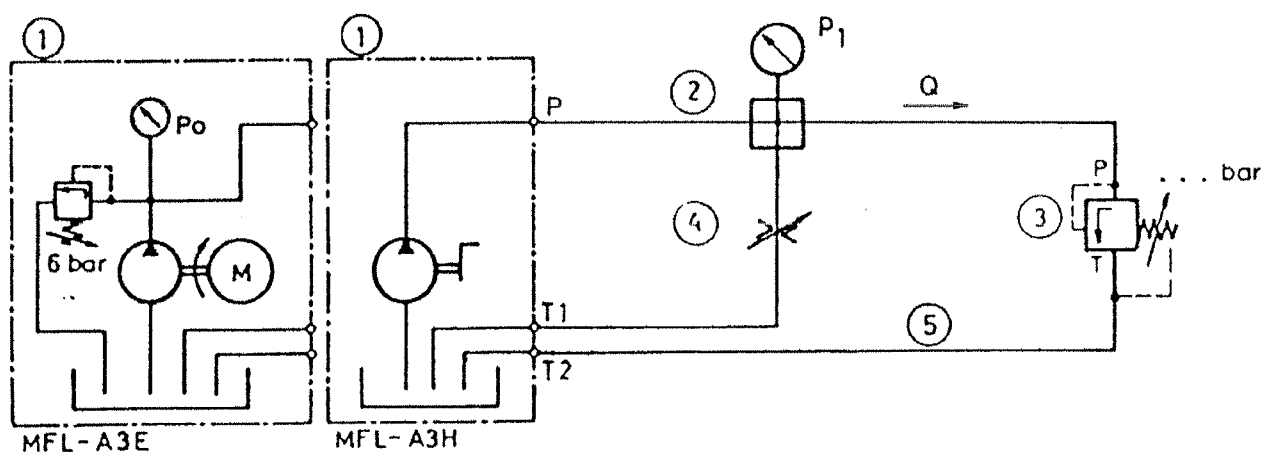 1
Po
6 bar
M
MFL-A3E
1
P
T1
T2
MFL-A3H
2
P1
Q
4
P
. . . bar
3
T
5